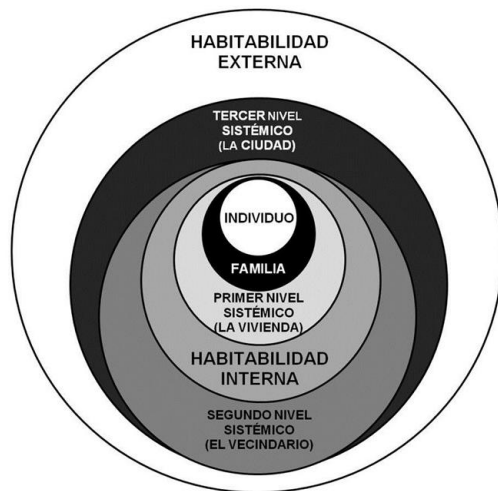 HABITABILIDAD
EXTERNA
TERCER NIVEL
SISTÉMICO
(LA CIUDAD)
INDIVIDUO
FAMILIA
PRIMER NIVEL
SISTÉMICO
(LA VIVIENDA)
HABITABILIDAD
INTERNA
SEGUNDO NIVEL
SISTÉMICO
(EL VECINDARIO)